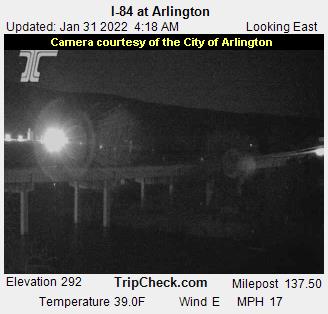 I-84 at Arlington
Updated: Jan 31 2022 4:18 AM Looking East
Camera courtesy of the City of Arlington
Elevation 292 TripCheck.com Milepost 137.50
Temperature 39.0F Wind E MPH 17